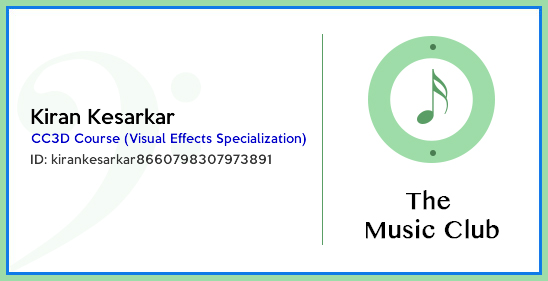 Kiran Kesarkar
CC3D Course (Visual Effects Specialization)
ID: kirankesarkar8660798307973891
The
Music Club